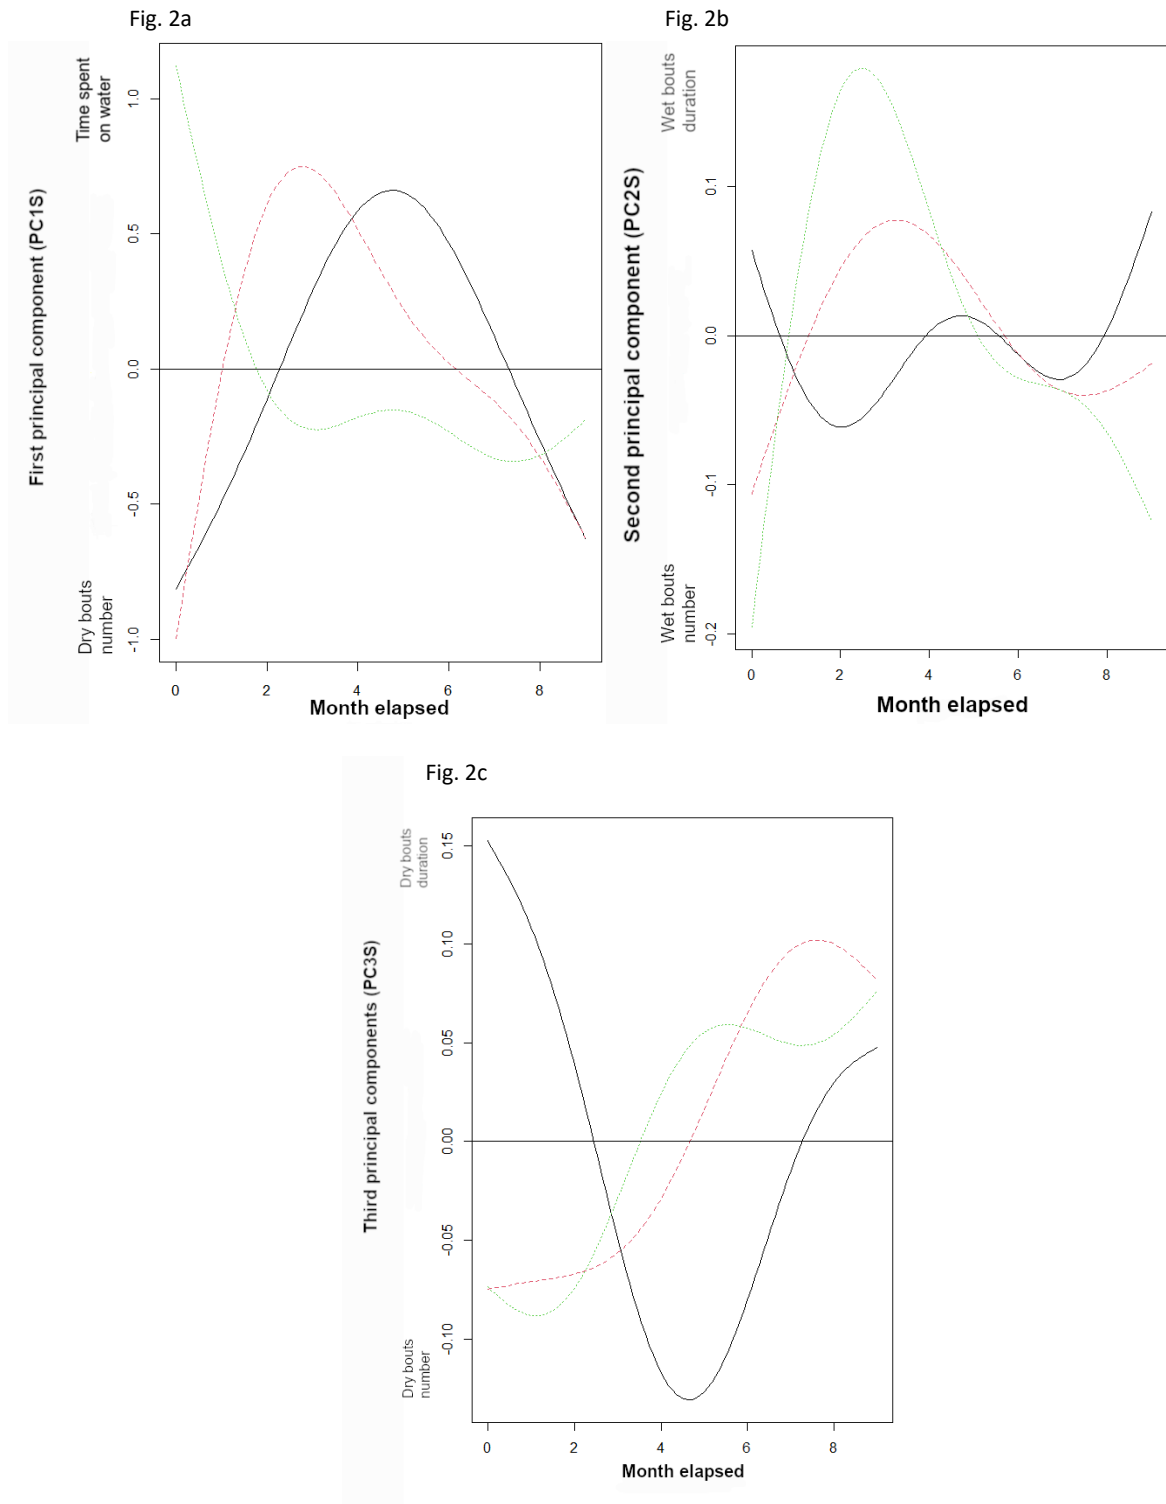 Fig. 2a
Fig. 2b
First principal component (PC1S)
Time spent
on water
Dry bouts
number
1.0
0.5
0.0
-0.5
-1.0
0
2
4
6
8
Month elapsed
Second principal component (PC2S)
Wet bouts
duration
Wet bouts
number
0.1
0.0
-0.1
-0.2
0
2
4
6
8
Month elapsed
Fig. 2c
Third principal components (PC3S)
Dry bouts
duration
Dry bouts
number
0.15
0.10
0.05
0.00
-0.05
-0.10
0
2
4
6
8
Month elapsed